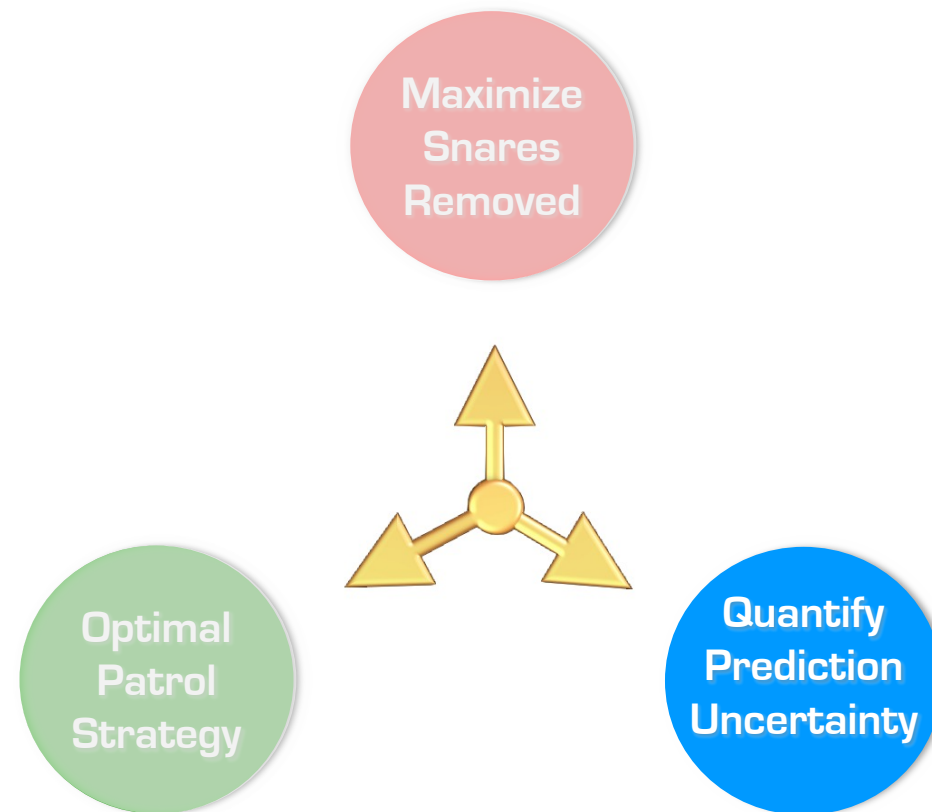 Maximize
Snares
Removed
Optimal
Patrol
Strategy
Quantify
Prediction
Uncertainty